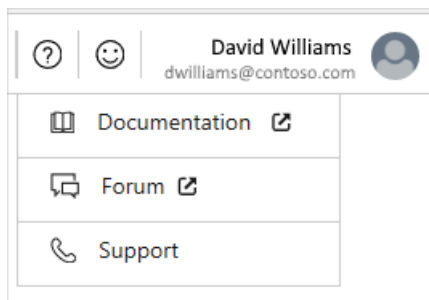 David Williams
dwilliams@contoso.com
Documentation
Forum
Support